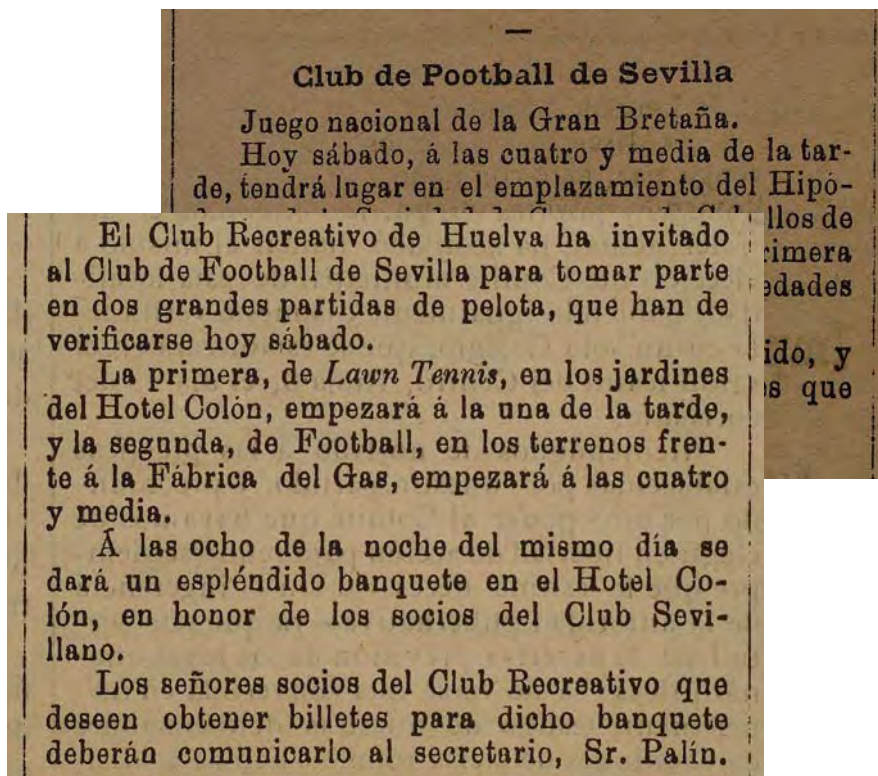 Club de Pootball de Sevilla
Juego nacional de la Gran Bretaña.
Hoy sábado, á las cuatro y media de la tar-
de, tendrá lugar en el emplazamiento del Hipó-
llos de
rimera
edades
ido, y
s que
El Club Recreativo de Huelva ha invitado
al Club de Football de Sevilla para tomar parte
en dos grandes partidas de pelota, que han de
verificarse hoy sábado.
La primera, de Lawn Tennis, en los jardines
del Hotel Colón, empezará á la una de la tarde,
y la segunda, de Football, en los terrenos fren-
te á la Fábrica del Gas, empezará á las cuatro
y media.
Á las ocho de la noche del mismo día se
dará un espléndido banquete en el Hotel Co-
lón, en honor de los socios del Club Sevi-
llano.
Los señores socios del Club Recreativo que
deseen obtener billetes para dicho banquete
deberán comunicarlo al secretario, Sr. Palín.